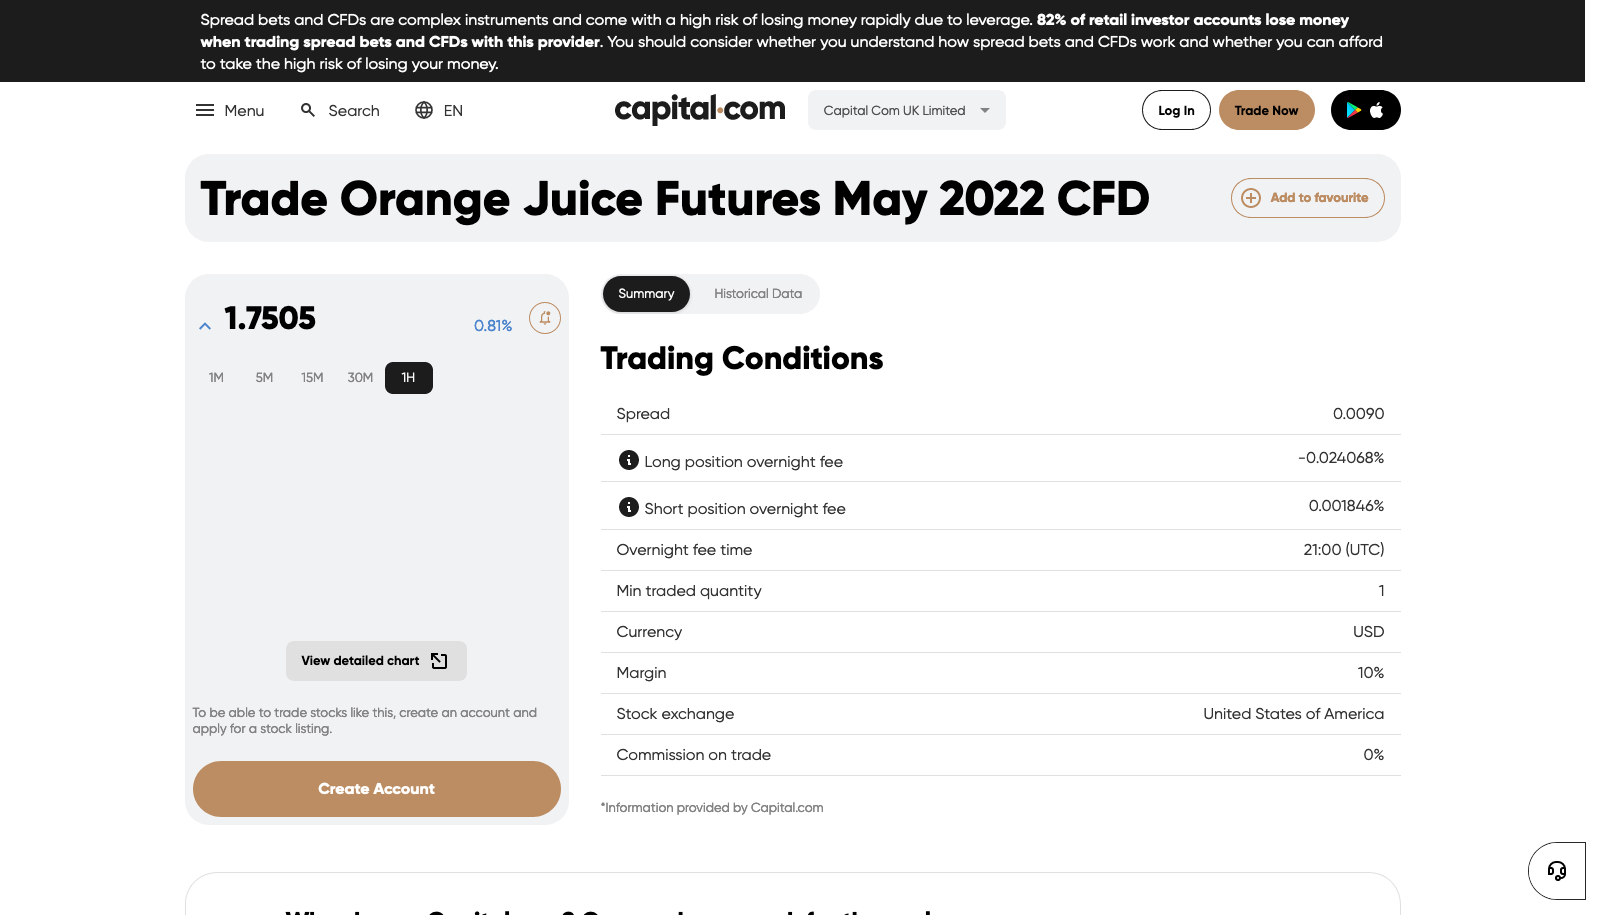 Spread bets and CFDs are complex instruments and come with a high risk of losing money rapidly due to leverage. 82% of retail investor accounts lose money
when trading spread bets and CFDs with this provider. You should consider whether you understand how spread bets and CFDs work and whether you can afford
to take the high risk of losing your money.
Menu
Search
EN
capital.com
Capital Com UK Limited
Log In
Trade Now
Trade Orange Juice Futures May 2022 CFD
Add to favourite
1.7505
0.81%
1M
5M
15M
30M
1H
View detailed chart
To be able to trade stocks like this, create an account and
apply for a stock listing.
Create Account
Summary
Historical Data
Trading Conditions
Spread 0.0090
Long position overnight fee -0.024068%
Short position overnight fee 0.001846%
Overnight fee time 21:00 (UTC)
Min traded quantity 1
Currency USD
Margin 10%
Stock exchange United States of America
Commission on trade 0%
*Information provided by Capital.com